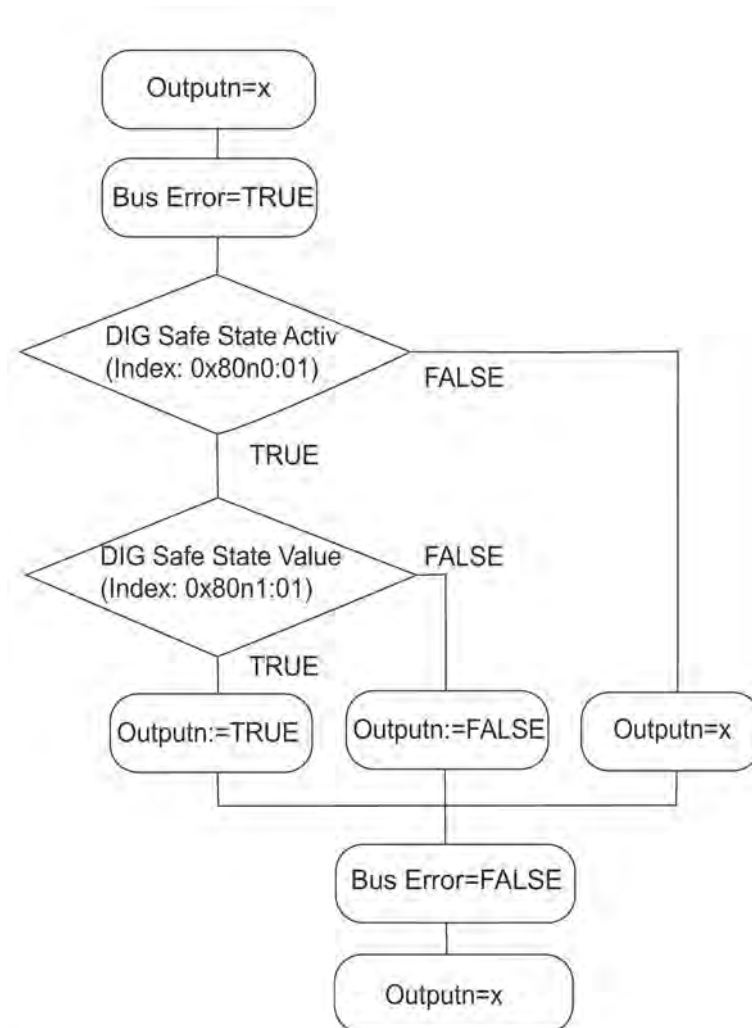 Outputn=x
Bus Error=TRUE
DIG Safe State Activ
(Index: 0x80n0:01)
FALSE
TRUE
DIG Safe State Value
(Index: 0x80n1:01)
FALSE
TRUE
Outputn:=TRUE
Outputn:=FALSE
Outputn=x
Bus Error=FALSE
Outputn=x